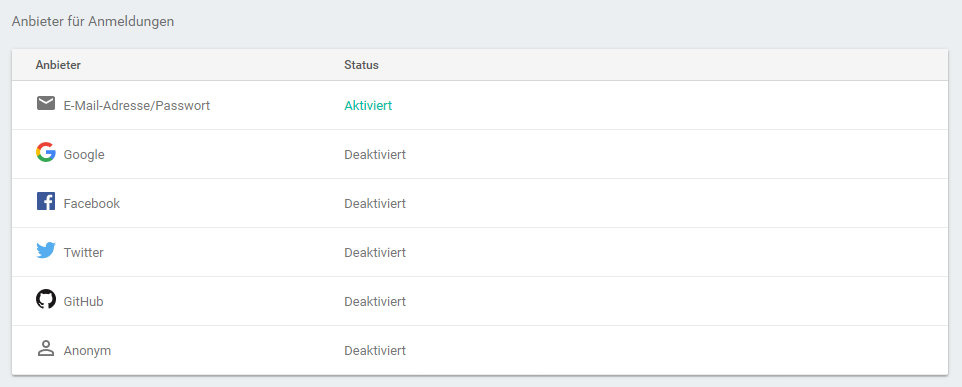 Anbieter für Anmeldungen
Anbieter Status
E-Mail-Adresse/Passwort Aktiviert
Google Deaktiviert
Facebook Deaktiviert
Twitter Deaktiviert
GitHub Deaktiviert
Anonym Deaktiviert